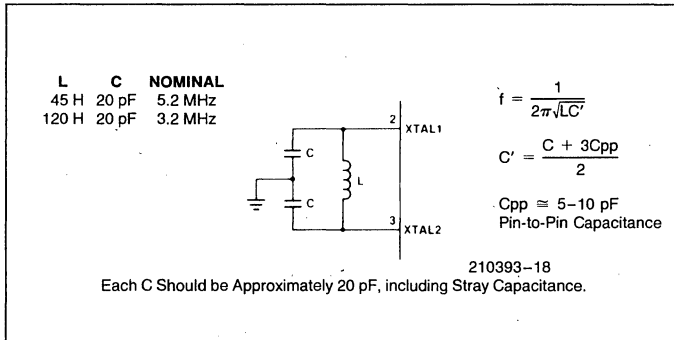 L C NOMINAL
45 H 20 pF 5.2 MHz
120 H 20 pF 3.2 MHz
2
XTAL1
C
L
C
3
XTAL2
f = 1 / 2π√LC′
C′ = C + 3Cpp / 2
Cpp ≅ 5–10 pF
Pin-to-Pin Capacitance
210393–18
Each C Should be Approximately 20 pF, including Stray Capacitance.